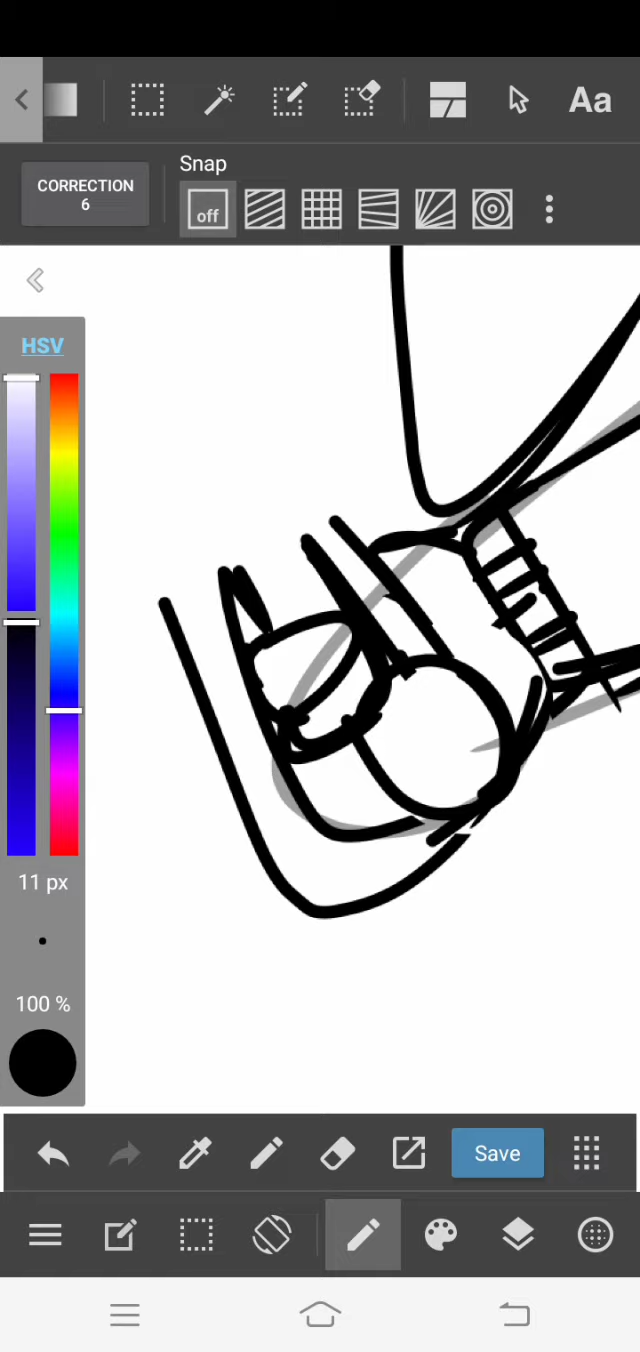 Aa
Snap
CORRECTION
6
off
HSV
11 px
100 %
Save